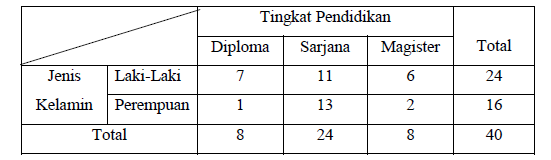 Tingkat Pendidikan
Diploma Sarjana Magister Total
Jenis Kelamin Laki-Laki 7 11 6 24
Perempuan 1 13 2 16
Total 8 24 8 40